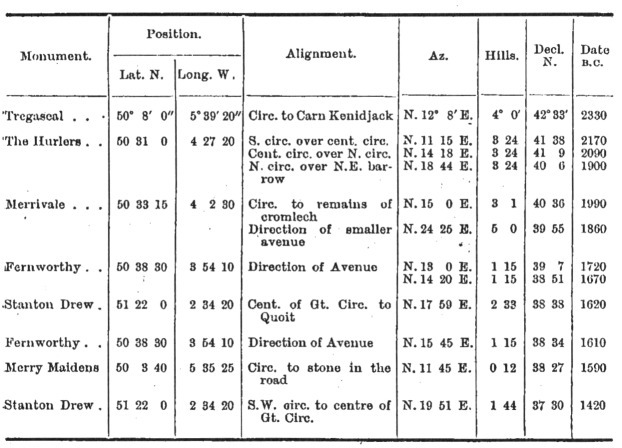 Monument. Position. Alignment. Az. Hills. Decl. N. Date B.C.
Lat. N. Long. W.
Tregaseal . . . 50° 8' 0" 5° 39' 20" Circ. to Carn Kenidjack N. 12° 8' E. 4° 0' 42° 33' 2330
The Hurlers . . 50 31 0 4 27 20 S. circ. over cent. circ. N. 11 15 E. 3 24 41 38 2170
Cent. circ. over N. circ. N. 14 18 E. 3 24 41 9 2090
N. circ. over N.E. bar- N. 18 44 E. 3 24 40 6 1900
row
Merrivale . . . 50 33 15 4 2 30 Circ. to remains of N. 15 0 E. 3 1 40 36 1990
cromlech
Direction of smaller N. 24 25 E. 5 0 39 55 1860
avenue
Fernworthy . . 50 38 30 3 54 10 Direction of Avenue N. 13 0 E. 1 15 39 7 1720
N. 14 20 E. 1 15 38 51 1670
Stanton Drew . 51 22 0 2 34 20 Cent. of Gt. Circ. to N. 17 59 E. 2 33 38 38 1620
Quoit
Fernworthy . . 50 38 30 3 54 10 Direction of Avenue N. 15 45 E. 1 15 38 34 1610
Merry Maidens 50 3 40 5 35 25 Circ. to stone in the N. 11 45 E. 0 12 38 27 1590
road
Stanton Drew . 51 22 0 2 34 20 S.W. circ. to centre of N. 19 51 E. 1 44 37 30 1420
Gt. Circ.